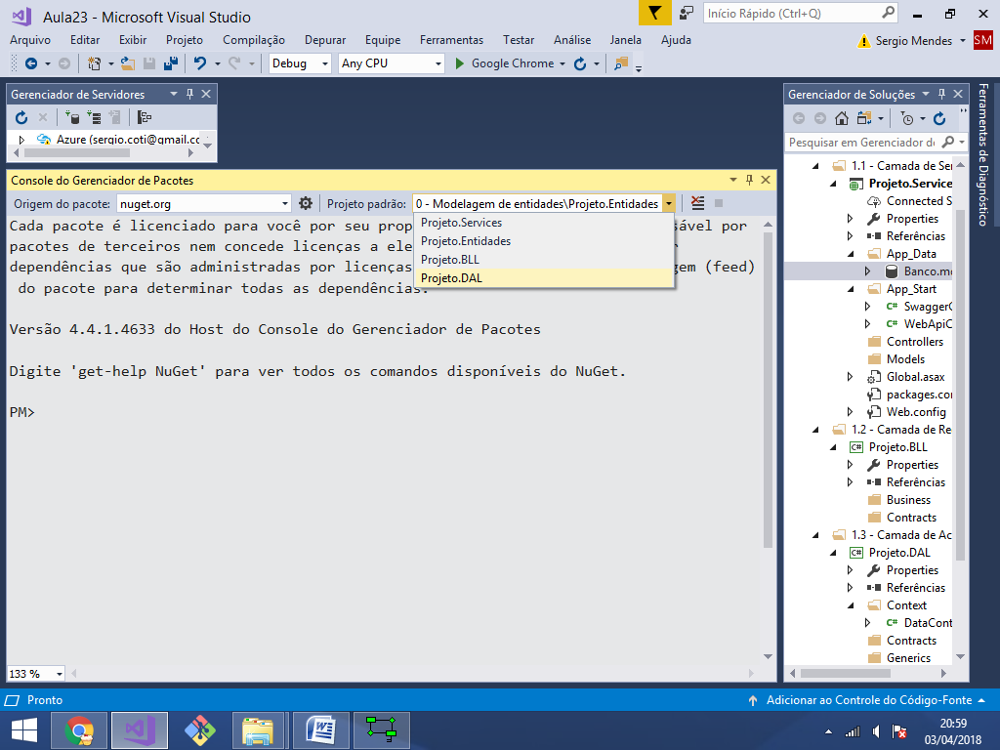 Aula23 - Microsoft Visual Studio
Início Rápido (Ctrl+Q)
Arquivo Editar Exibir Projeto Compilação Depurar Equipe Ferramentas Testar Análise Janela Ajuda
Sergio Mendes SM
Debug Any CPU Google Chrome
Gerenciador de Servidores
Azure (sergio.coti@gmail.cc
Console do Gerenciador de Pacotes
Origem do pacote: nuget.org Projeto padrão: 0 - Modelagem de entidades\Projeto.Entidades
Projeto.Services
Projeto.Entidades
Projeto.BLL
Projeto.DAL
Cada pacote é licenciado para você por seu prop sável por
pacotes de terceiros nem concede licenças a ele r
dependências que são administradas por licenças gem (feed)
do pacote para determinar todas as dependências.
Versão 4.4.1.4633 do Host do Console do Gerenciador de Pacotes
Digite 'get-help NuGet' para ver todos os comandos disponíveis do NuGet.
PM>
133 %
Gerenciador de Soluções
Pesquisar em Gerenciador de
1.1 - Camada de Ser
Projeto.Service
Connected S
Properties
Referências
App_Data
Banco.md
App_Start
SwaggerC
WebApiC
Controllers
Models
Global.asax
packages.con
Web.config
1.2 - Camada de Re
Projeto.BLL
Properties
Referências
Business
Contracts
1.3 - Camada de Ac
Projeto.DAL
Properties
Referências
Context
DataCont
Contracts
Generics
Ferramentas de Diagnóstico
Pronto
Adicionar ao Controle do Código-Fonte
20:59
03/04/2018